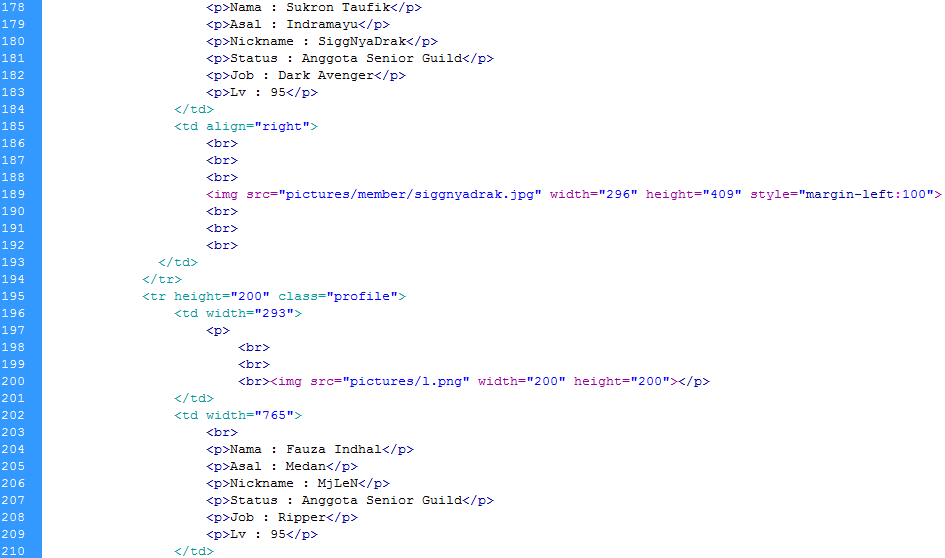 178 <p>Nama : Sukron Taufik</p>
179 <p>Asal : Indramayu</p>
180 <p>Nickname : SiggNyaDrak</p>
181 <p>Status : Anggota Senior Guild</p>
182 <p>Job : Dark Avenger</p>
183 <p>Lv : 95</p>
184 </td>
185 <td align="right">
186 <br>
187 <br>
188 <br>
189 <img src="pictures/member/siggnyadrak.jpg" width="296" height="409" style="margin-left:100">
190 <br>
191 <br>
192 <br>
193 </td>
194 </tr>
195 <tr height="200" class="profile">
196 <td width="293">
197 <p>
198 <br>
199 <br>
200 <br><img src="pictures/l.png" width="200" height="200"></p>
201 </td>
202 <td width="765">
203 <br>
204 <p>Nama : Fauza Indhal</p>
205 <p>Asal : Medan</p>
206 <p>Nickname : MjLeN</p>
207 <p>Status : Anggota Senior Guild</p>
208 <p>Job : Ripper</p>
209 <p>Lv : 95</p>
210 </td>